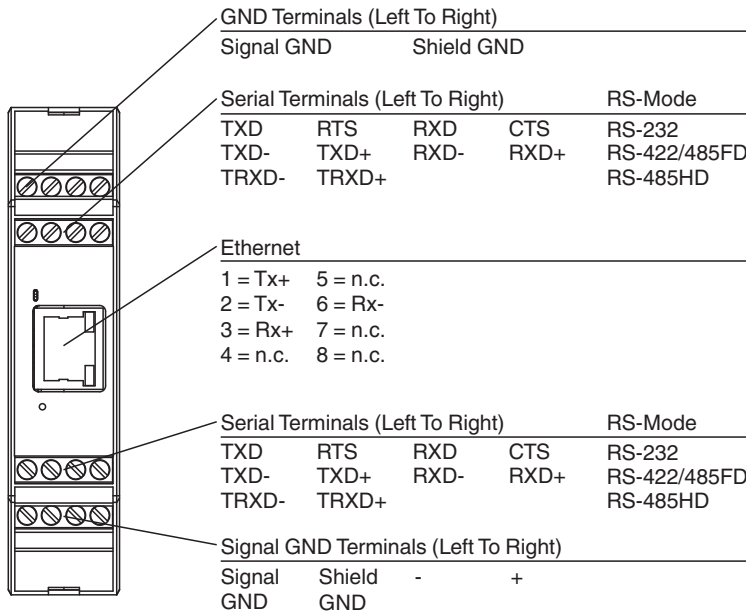 GND Terminals (Left To Right)
Signal GND Shield GND
Serial Terminals (Left To Right) RS-Mode
TXD RTS RXD CTS RS-232
TXD- TXD+ RXD- RXD+ RS-422/485FD
TRXD- TRXD+ RS-485HD
Ethernet
1 = Tx+ 5 = n.c.
2 = Tx- 6 = Rx-
3 = Rx+ 7 = n.c.
4 = n.c. 8 = n.c.
Serial Terminals (Left To Right) RS-Mode
TXD RTS RXD CTS RS-232
TXD- TXD+ RXD- RXD+ RS-422/485FD
TRXD- TRXD+ RS-485HD
Signal GND Terminals (Left To Right)
Signal Shield - +
GND GND